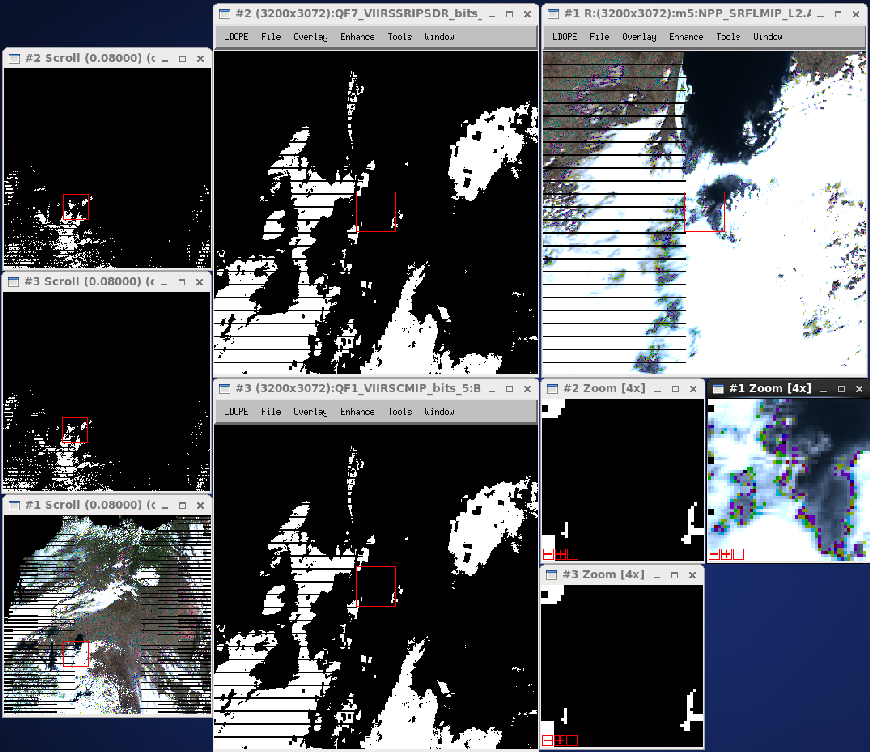 #2 (3200x3072):QF7_VIIRSSRIPSDR_bits_
LDOPE File Overlay Enhance Tools Window
#1 R:(3200x3072):m5:NPP_SRFLMIP_L2.A
LDOPE File Overlay Enhance Tools Window
#2 Scroll (0.08000) (c
#3 Scroll (0.08000) (c
#3 (3200x3072):QF1_VIIRSCMIP_bits_5:B
LDOPE File Overlay Enhance Tools Window
#2 Zoom [4x]
#1 Zoom [4x]
#1 Scroll (0.08000) (c
#3 Zoom [4x]